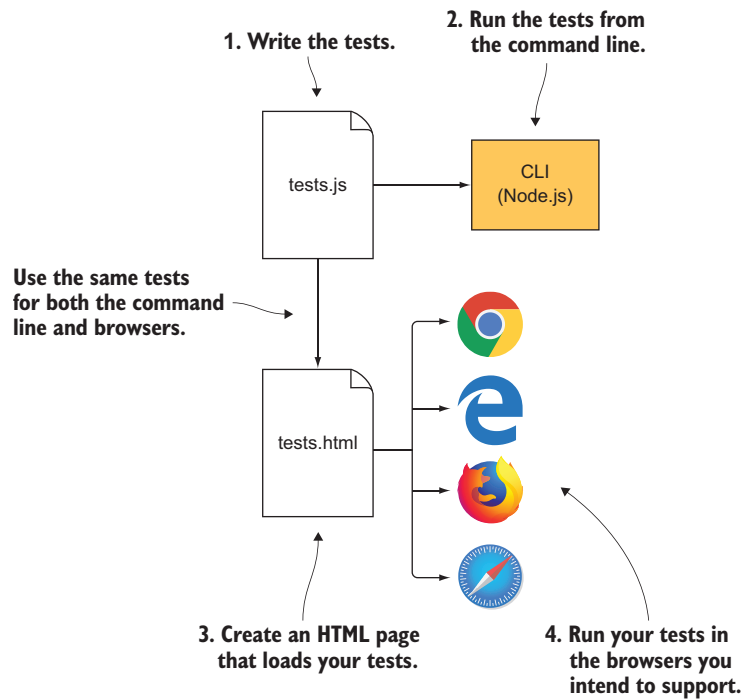 1. Write the tests.
2. Run the tests from
the command line.
tests.js
CLI
(Node.js)
Use the same tests
for both the command
line and browsers.
tests.html
3. Create an HTML page
that loads your tests.
4. Run your tests in
the browsers you
intend to support.